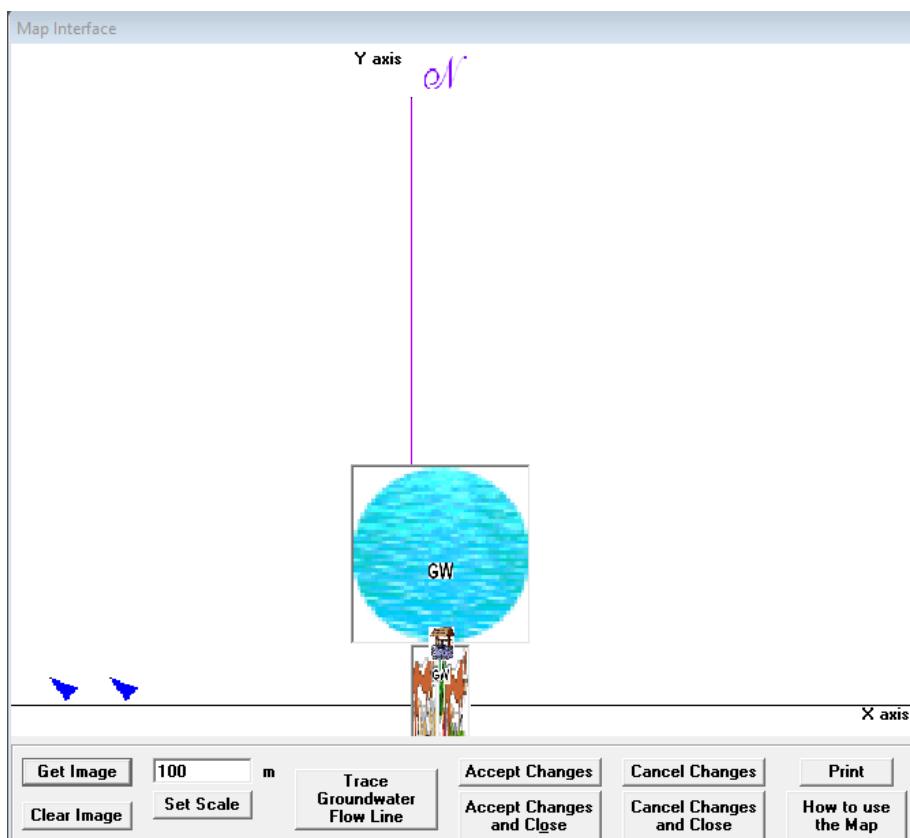 Map Interface
Y axis
N
GW
GW
X axis
Get Image
100
m
Trace
Groundwater
Flow Line
Accept Changes
Cancel Changes
Print
Clear Image
Set Scale
Accept Changes
and Close
Cancel Changes
and Close
How to use
the Map